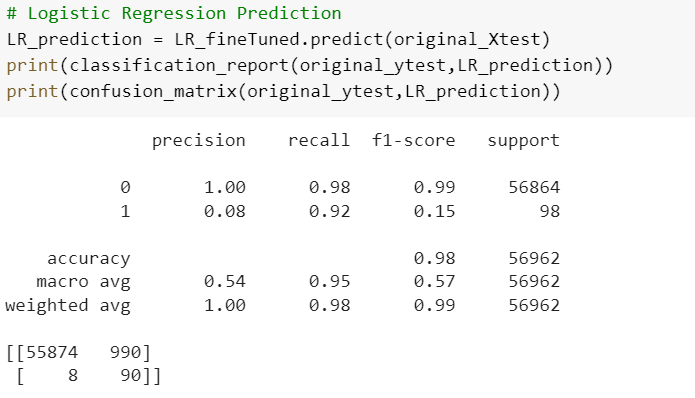 # Logistic Regression Prediction
LR_prediction = LR_fineTuned.predict(original_Xtest)
print(classification_report(original_ytest,LR_prediction))
print(confusion_matrix(original_ytest,LR_prediction))
precision recall f1-score support
0 1.00 0.98 0.99 56864
1 0.08 0.92 0.15 98
accuracy 0.98 56962
macro avg 0.54 0.95 0.57 56962
weighted avg 1.00 0.98 0.99 56962
[[55874 990]
[ 8 90]]